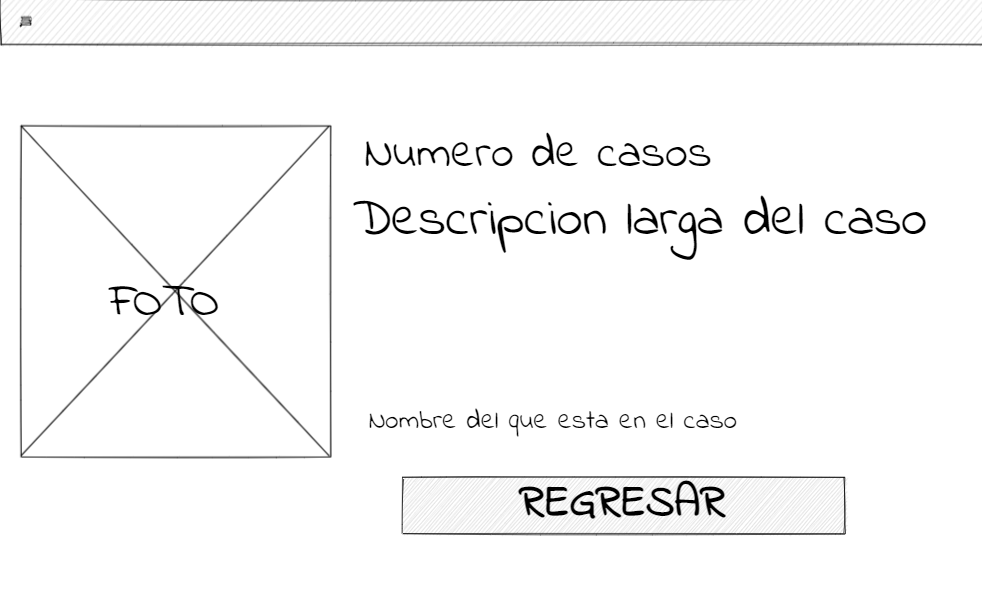 Numero de casos
Descripcion larga del caso
FOTO
Nombre del que esta en el caso
REGRESAR